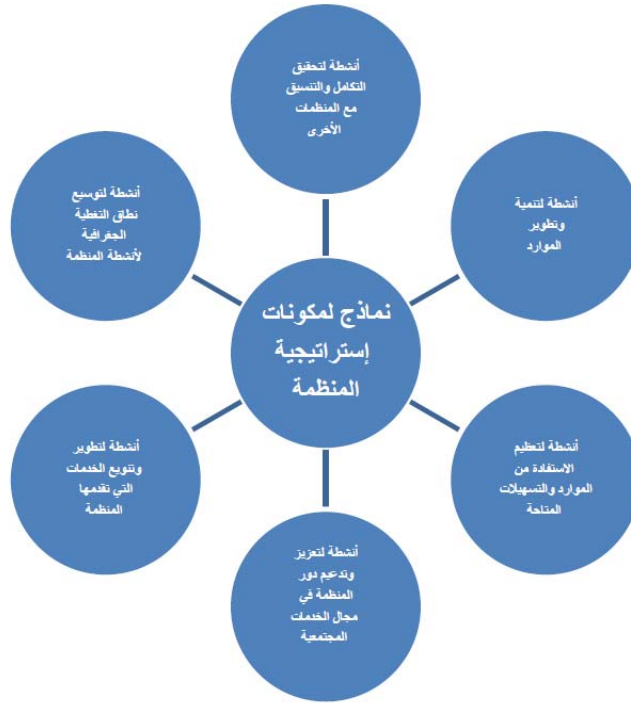 أنشطة لتحقيق
التكامل والتنسيق
مع المنظمات
الأخرى
أنشطة لتنمية
وتطوير
الموارد
أنشطة لتوسيع
نطاق التغطية
الجغرافية
لأنشطة المنظمة
نماذج لمكونات
إستراتيجية
المنظمة
أنشطة لتعظيم
الاستفادة من
الموارد والتسهيلات
المتاحة
أنشطة لتطوير
وتنويع الخدمات
التي تقدمها
المنظمة
أنشطة لتعزيز
وتدعيم دور
المنظمة في
مجال الخدمات
المجتمعية